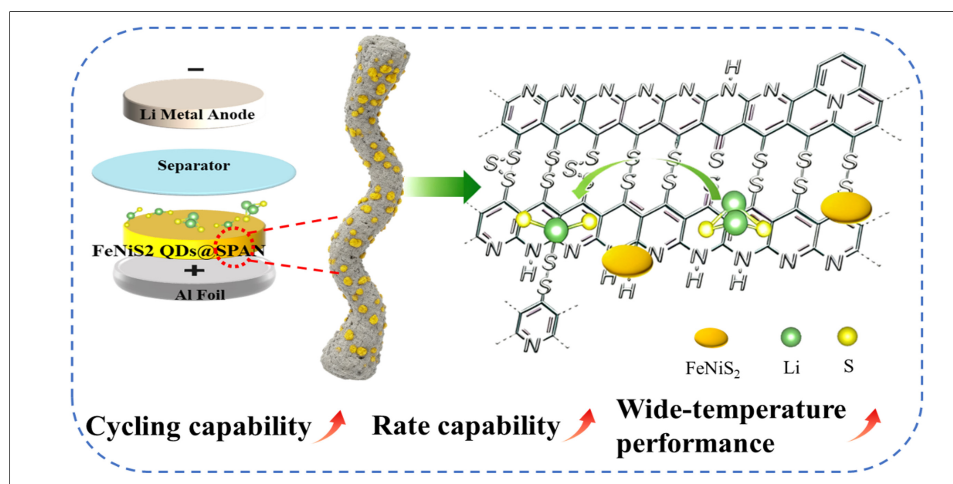 −
Li Metal Anode
Separator
FeNiS2 QDs@SPAN
+
Al Foil
H
N N N N N N N
H
S S S S S S S
S S S S S S S S
H
N N N N N N N
H H H H
S
S
N
FeNiS₂
Li
S
Cycling capability
Rate capability
Wide-temperature
performance